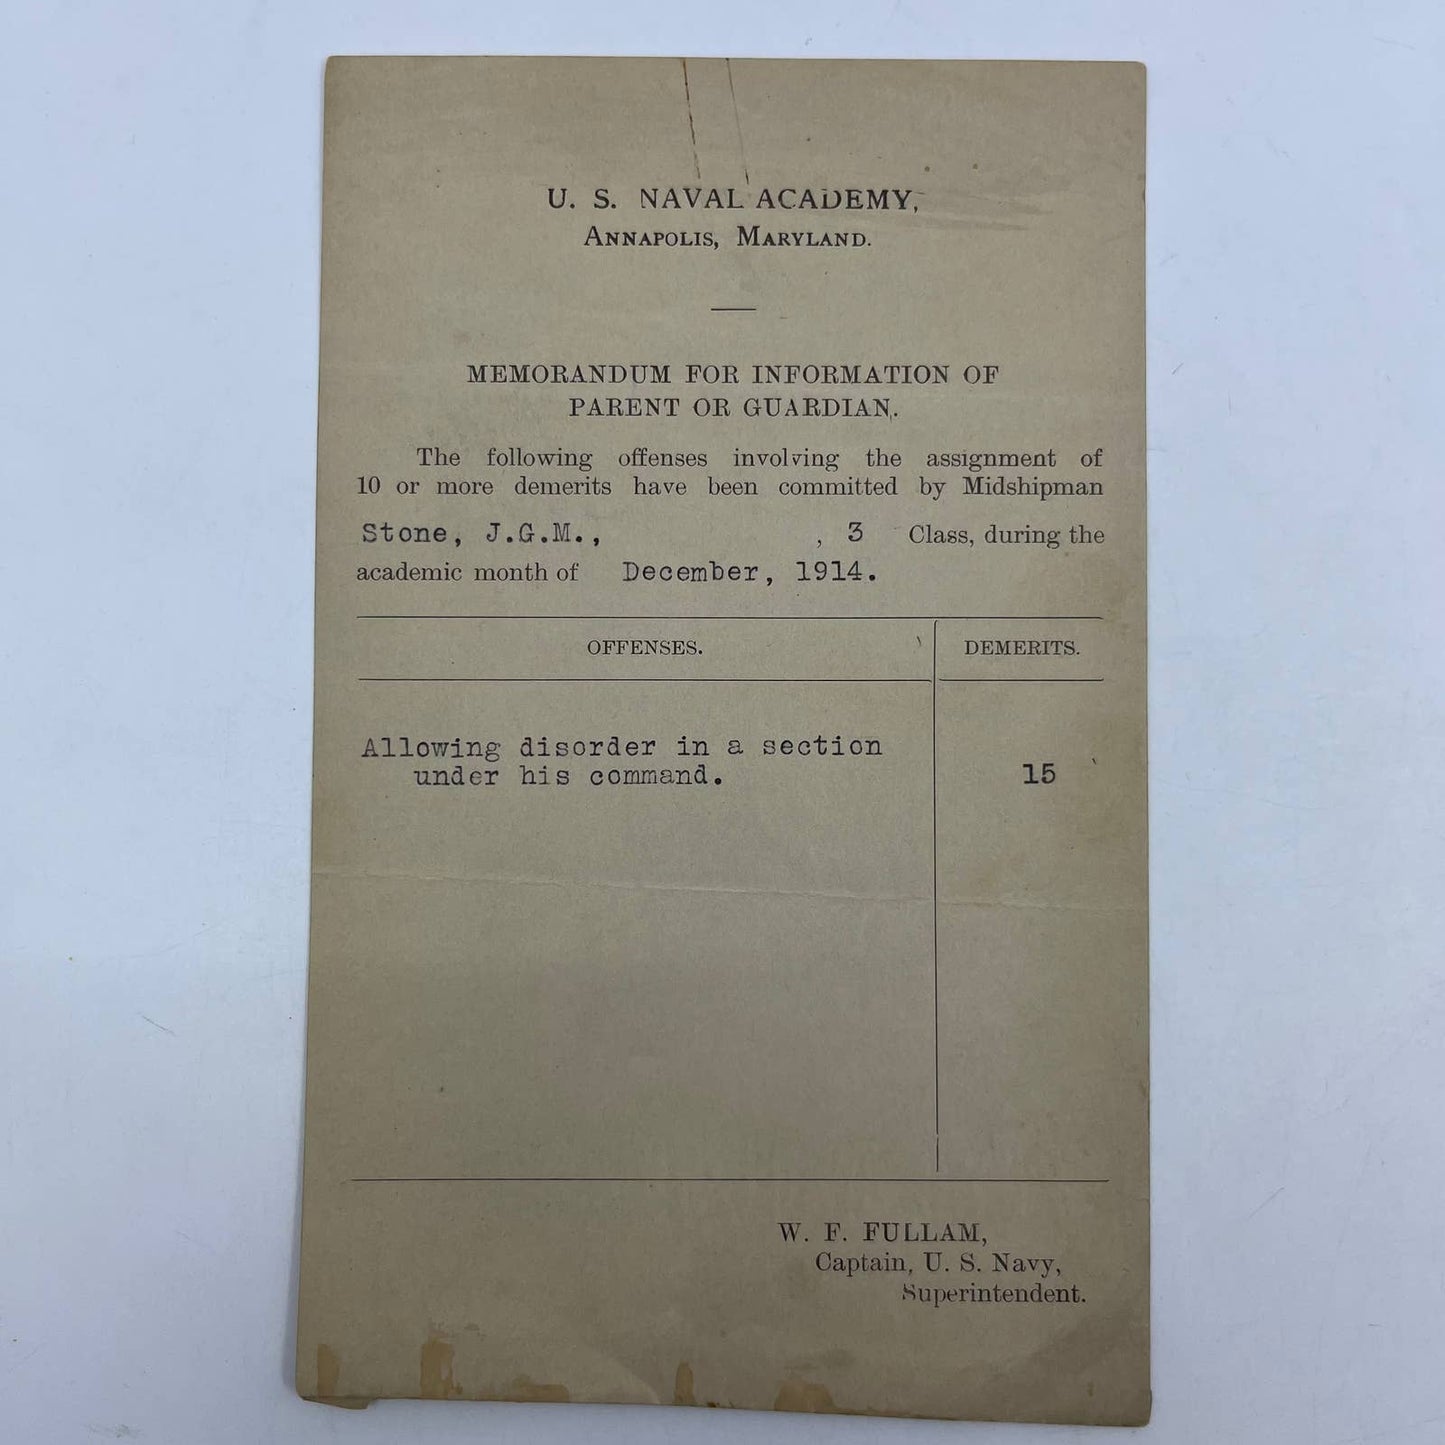 U. S. NAVAL ACADEMY,
ANNAPOLIS, MARYLAND.
MEMORANDUM FOR INFORMATION OF
PARENT OR GUARDIAN.
The following offenses involving the assignment of
10 or more demerits have been committed by Midshipman
Stone, J.G.M., , 3 Class, during the
academic month of December, 1914.
OFFENSES. DEMERITS.
Allowing disorder in a section
under his command. 15
W. F. FULLAM,
Captain, U. S. Navy,
Superintendent.